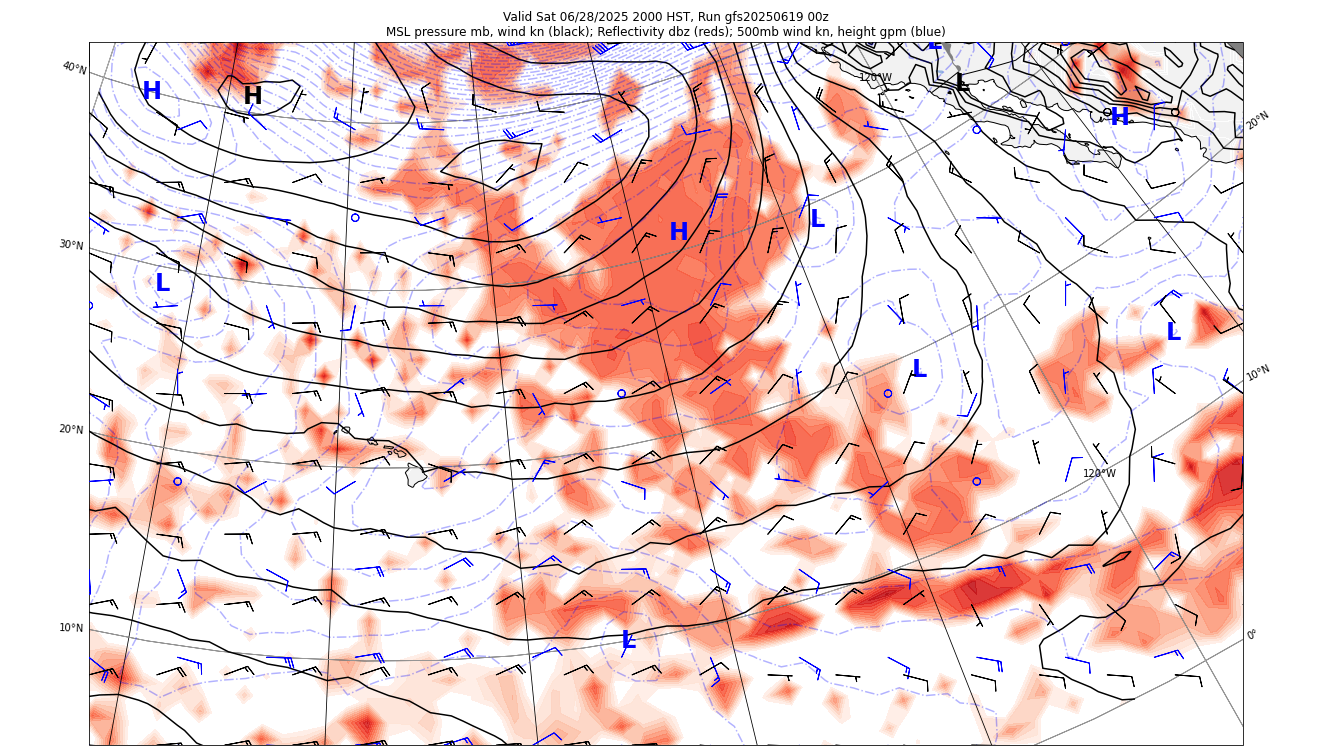 Valid Sat 06/28/2025 2000 HST, Run gfs20250619 00z
MSL pressure mb, wind kn (black); Reflectivity dbz (reds); 500mb wind kn, height gpm (blue)
L
120°W
40°N
H
H
L
H
20°N
L
H
30°N
L
L
L
10°N
20°N
120°W
10°N
L
0°